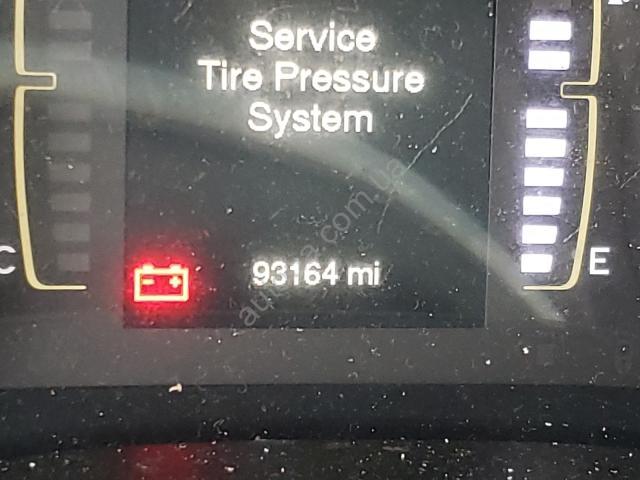 Service
Tire Pressure
System
C
93164 mi
E